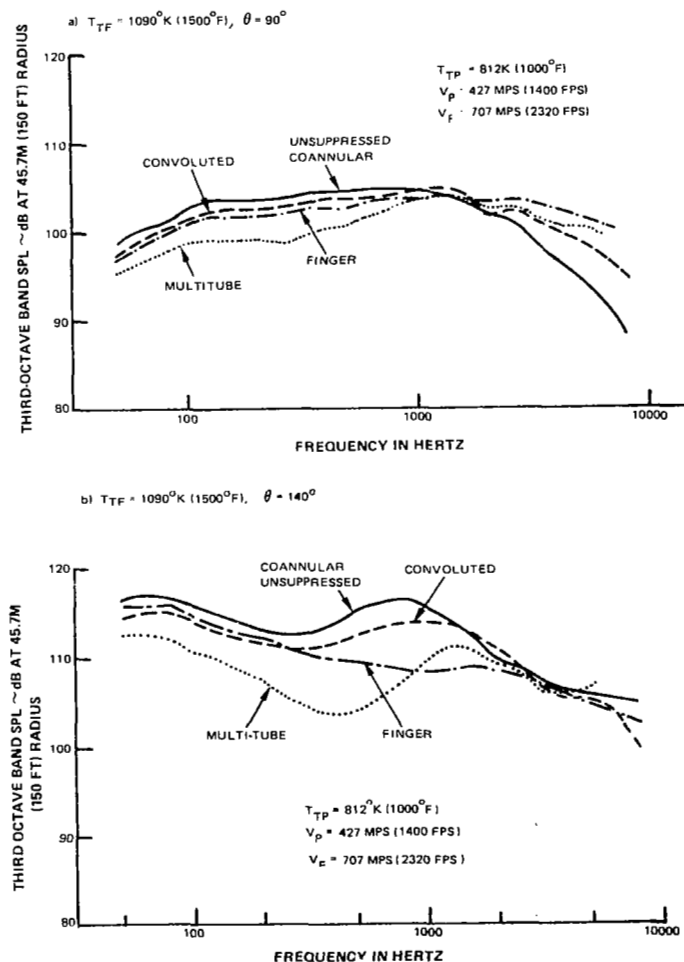 a) T_TF = 1090°K (1500°F), θ = 90°
T_TP = 812K (1000°F)
V_P = 427 MPS (1400 FPS)
V_F = 707 MPS (2320 FPS)
THIRD-OCTAVE BAND SPL ~ dB AT 45.7M (150 FT) RADIUS
120
110
100
90
80
CONVOLUTED
UNSUPPRESSED
COANNULAR
MULTITUBE
FINGER
100
1000
10000
FREQUENCY IN HERTZ
b) T_TF = 1090°K (1500°F), θ = 140°
THIRD OCTAVE BAND SPL ~ dB AT 45.7M
(150 FT) RADIUS
120
110
100
90
80
COANNULAR
UNSUPPRESSED
CONVOLUTED
MULTI-TUBE
FINGER
T_TP = 812°K (1000°F)
V_P = 427 MPS (1400 FPS)
V_F = 707 MPS (2320 FPS)
100
1000
10000
FREQUENCY IN HERTZ